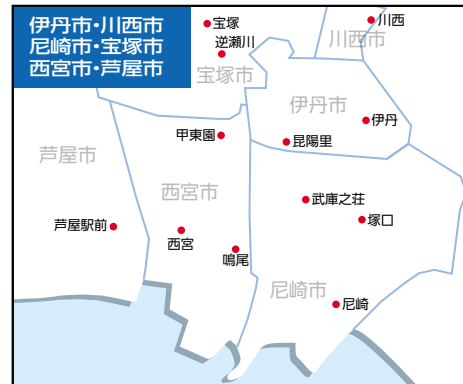 伊丹市・川西市
尼崎市・宝塚市
西宮市・芦屋市
宝塚
川西
逆瀬川
川西市
宝塚市
伊丹市
伊丹
甲東園
昆陽里
芦屋市
西宮市
武庫之荘
塚口
芦屋駅前
西宮
鳴尾
尼崎市
尼崎